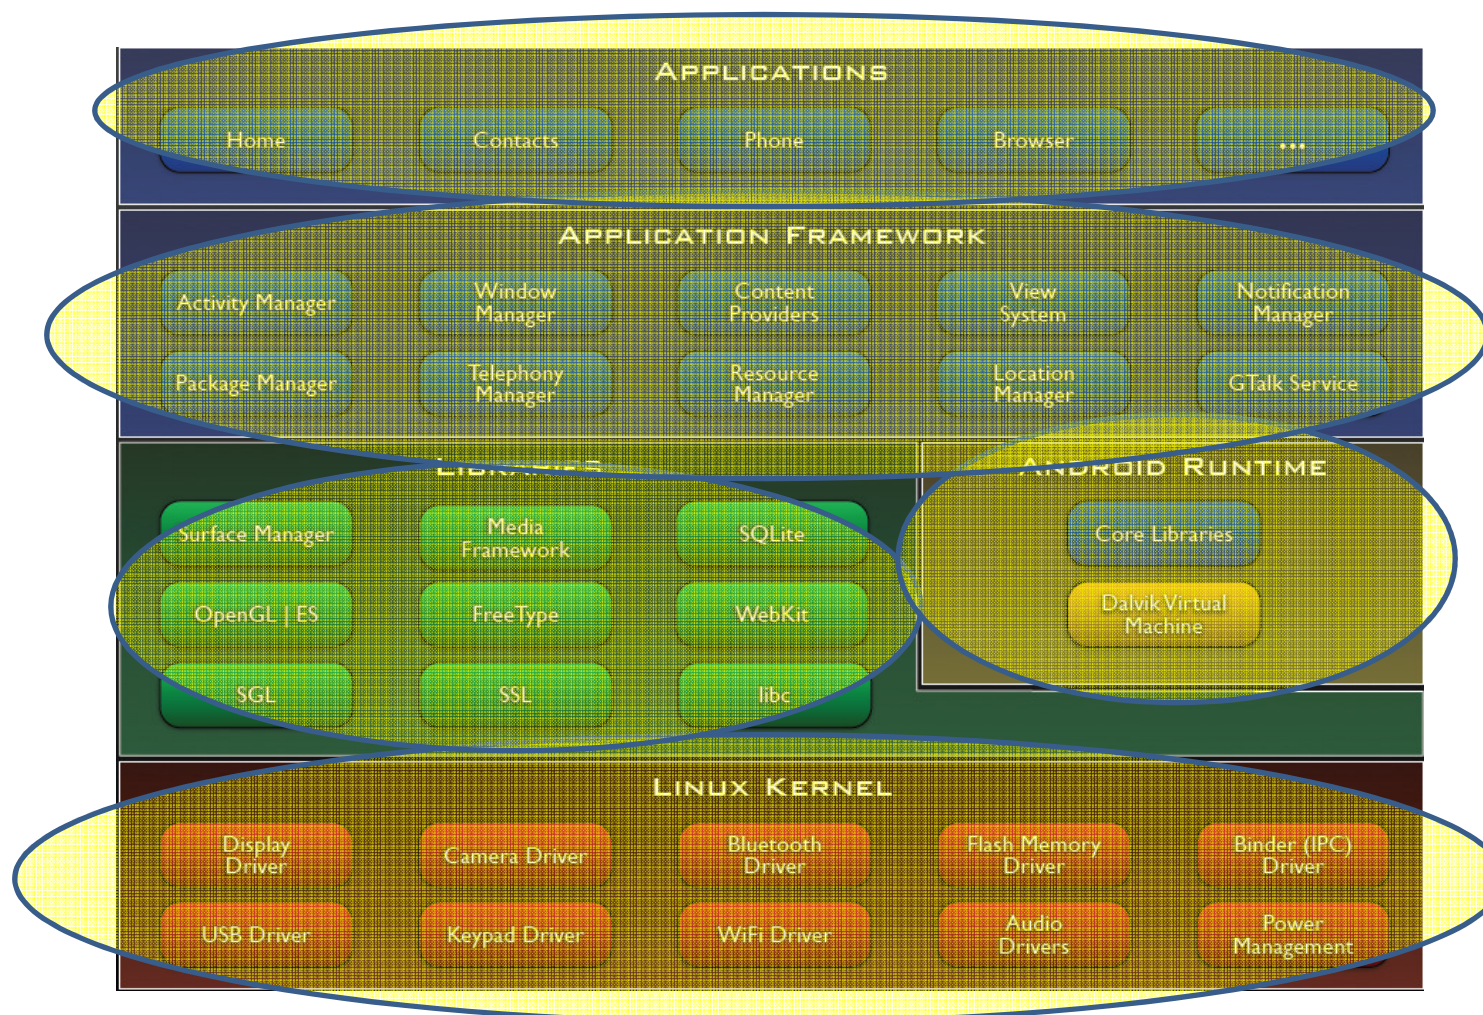 APPLICATIONS
Home
Contacts
Phone
Browser
...
APPLICATION FRAMEWORK
Activity Manager
Window
Manager
Content
Providers
View
System
Notification
Manager
Package Manager
Telephony
Manager
Resource
Manager
Location
Manager
GTalk Service
LIBRARIES
Surface Manager
Media
Framework
SQLite
OpenGL | ES
FreeType
WebKit
SGL
SSL
libc
ANDROID RUNTIME
Core Libraries
Dalvik Virtual
Machine
LINUX KERNEL
Display
Driver
Camera Driver
Bluetooth
Driver
Flash Memory
Driver
Binder (IPC)
Driver
USB Driver
Keypad Driver
WiFi Driver
Audio
Drivers
Power
Management